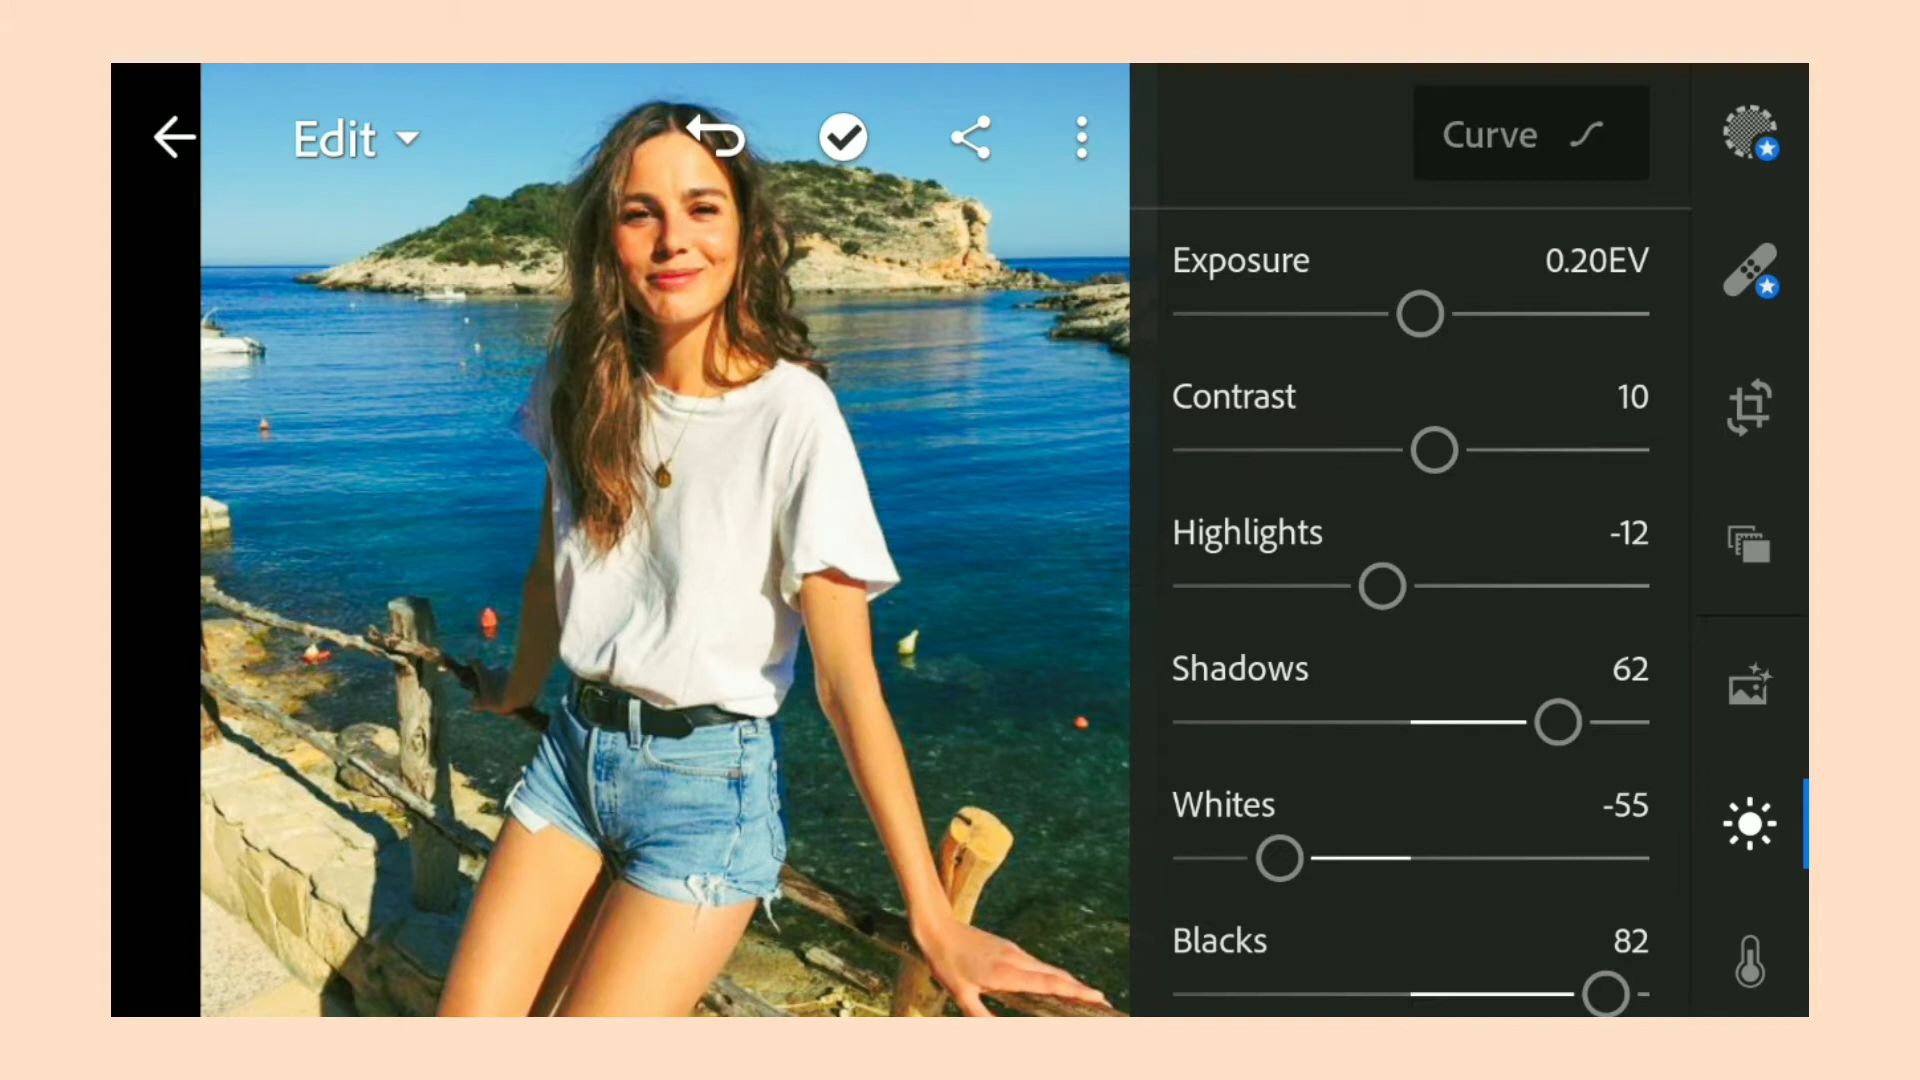 Edit
Curve
Exposure 0.20EV
Contrast 10
Highlights -12
Shadows 62
Whites -55
Blacks 82